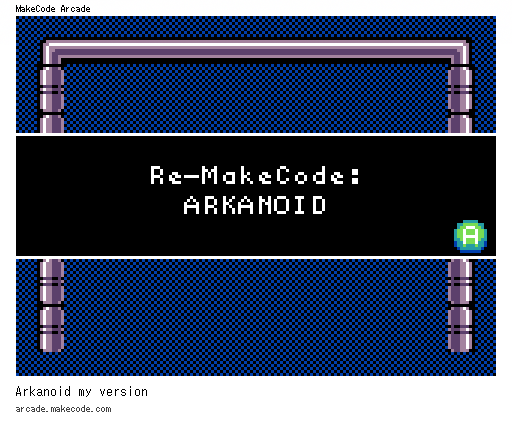 MakeCode Arcade
Re-MakeCode:
ARKANOID
A
Arkanoid my version
arcade.makecode.com